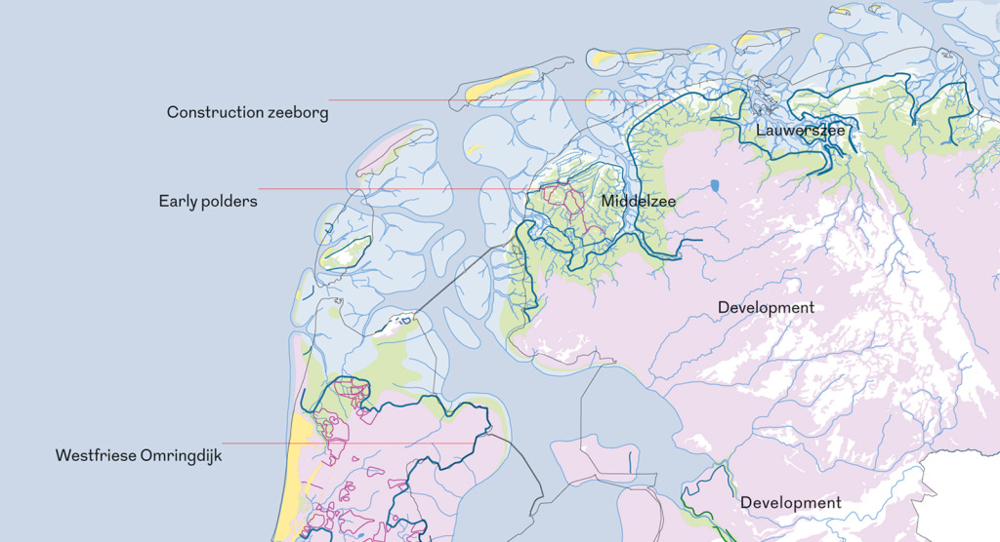 Construction zeeborg
Lauwerszee
Early polders
Middelzee
Development
Westfriese Omringdijk
Development